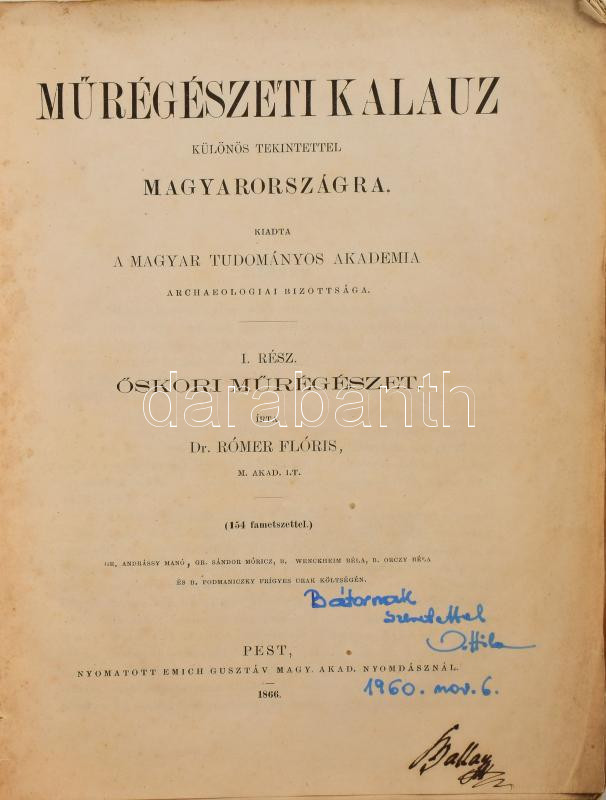 MŰRÉGÉSZETI KALAUZ
KÜLÖNÖS TEKINTETTEL
MAGYARORSZÁGRA.
KIADTA
A MAGYAR TUDOMÁNYOS AKADEMIA
ARCHAEOLOGIAI BIZOTTSÁGA.
I. RÉSZ.
ŐSKORI MŰRÉGÉSZET,
darabanth
ÍRTA
Dr. RÓMER FLÓRIS,
M. AKAD. LT.
(154 fametszettel.)
GR. ANDRÁSSY MANÓ, GR. SÁNDOR MÓRICZ, B. WENCKHEIM BÉLA, B. ORCZY BÉLA
ÉS B. PODMANICZKY FRIGYES URAK KÖLTSÉGÉN.
Bátornak
szeretettel
Attila
PEST,
NYOMATOTT EMICH GUSZTÁV MAGY. AKAD. NYOMDÁSZNÁL.
1866.
1960. nov. 6.